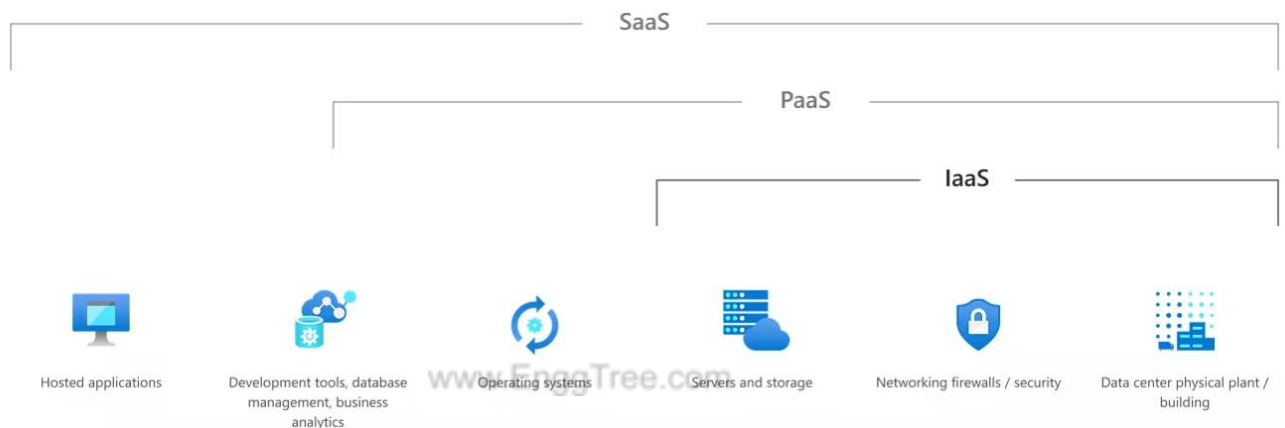 SaaS
PaaS
IaaS
Hosted applications
Development tools, database
management, business
analytics
Operating systems
Servers and storage
Networking firewalls / security
Data center physical plant /
building
www.EnggTree.com